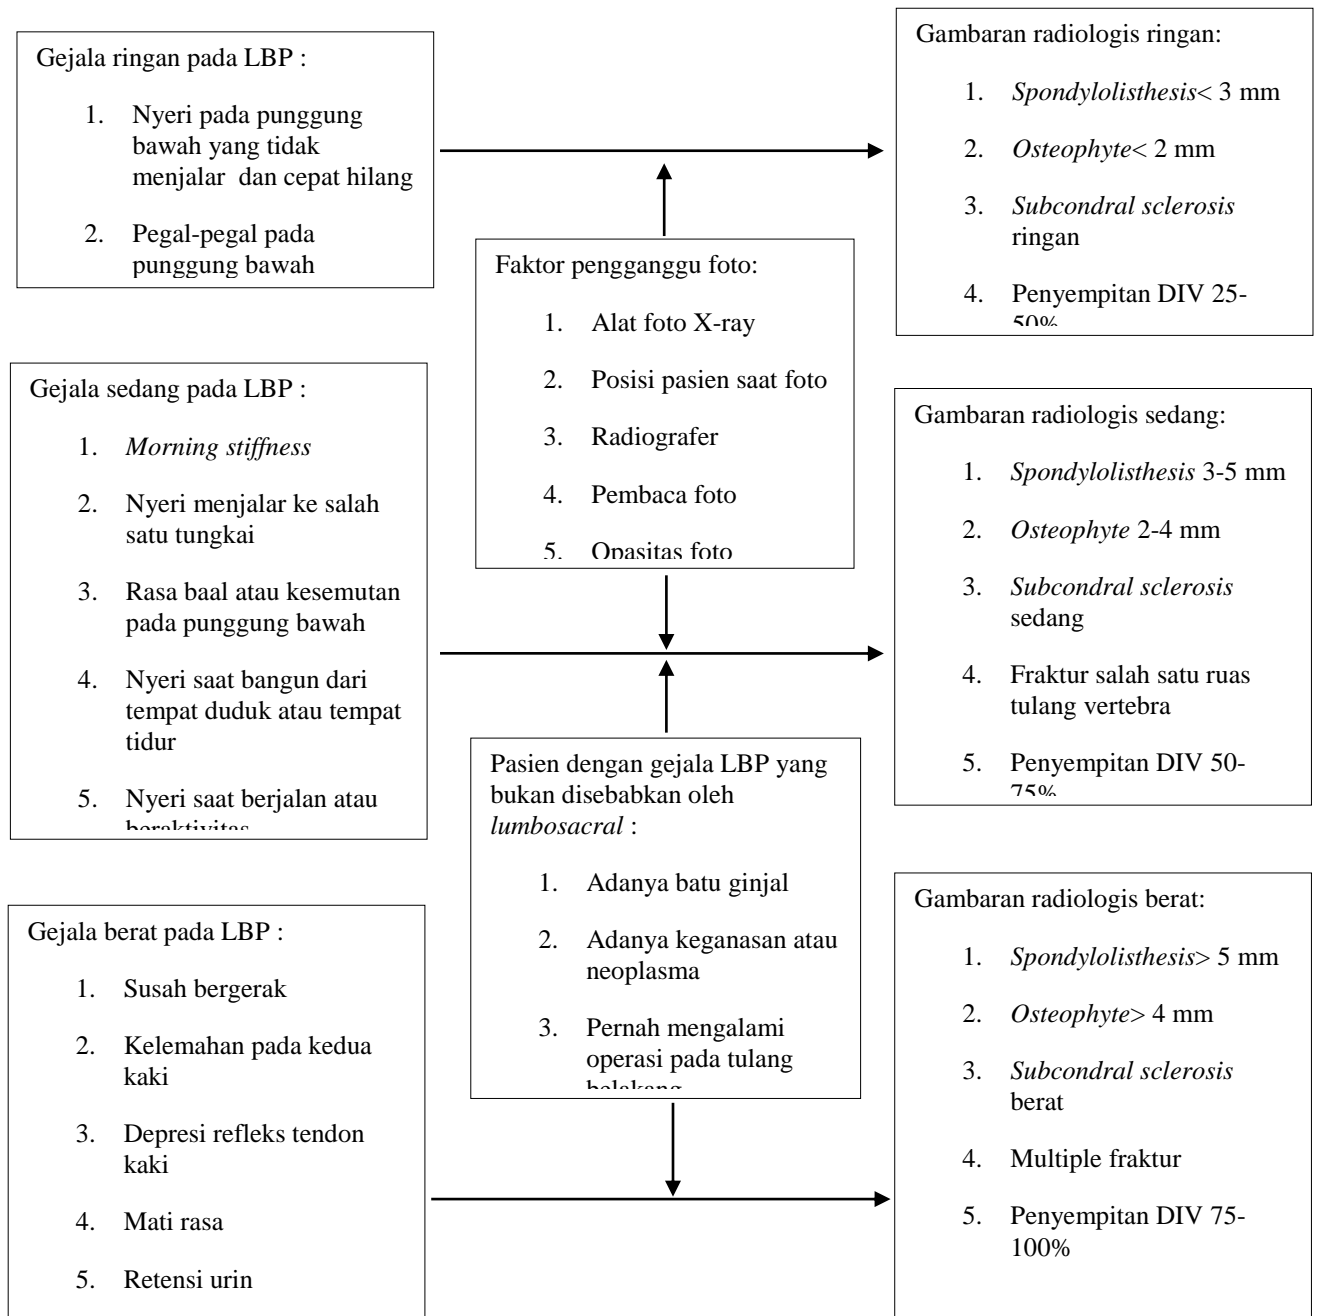 Gejala ringan pada LBP :
1. Nyeri pada punggung
bawah yang tidak
menjalar dan cepat hilang
2. Pegal-pegal pada
punggung bawah
Gambaran radiologis ringan:
1. Spondylolisthesis< 3 mm
2. Osteophyte< 2 mm
3. Subcondral sclerosis
ringan
4. Penyempitan DIV 25-
50%
Faktor pengganggu foto:
1. Alat foto X-ray
2. Posisi pasien saat foto
3. Radiografer
4. Pembaca foto
5. Opasitas foto
Gejala sedang pada LBP :
1. Morning stiffness
2. Nyeri menjalar ke salah
satu tungkai
3. Rasa baal atau kesemutan
pada punggung bawah
4. Nyeri saat bangun dari
tempat duduk atau tempat
tidur
5. Nyeri saat berjalan atau
beraktivitas
Gambaran radiologis sedang:
1. Spondylolisthesis 3-5 mm
2. Osteophyte 2-4 mm
3. Subcondral sclerosis
sedang
4. Fraktur salah satu ruas
tulang vertebra
5. Penyempitan DIV 50-
75%
Pasien dengan gejala LBP yang
bukan disebabkan oleh
lumbosacral :
1. Adanya batu ginjal
2. Adanya keganasan atau
neoplasma
3. Pernah mengalami
operasi pada tulang
belakang
Gejala berat pada LBP :
1. Susah bergerak
2. Kelemahan pada kedua
kaki
3. Depresi refleks tendon
kaki
4. Mati rasa
5. Retensi urin
Gambaran radiologis berat:
1. Spondylolisthesis> 5 mm
2. Osteophyte> 4 mm
3. Subcondral sclerosis
berat
4. Multiple fraktur
5. Penyempitan DIV 75-
100%